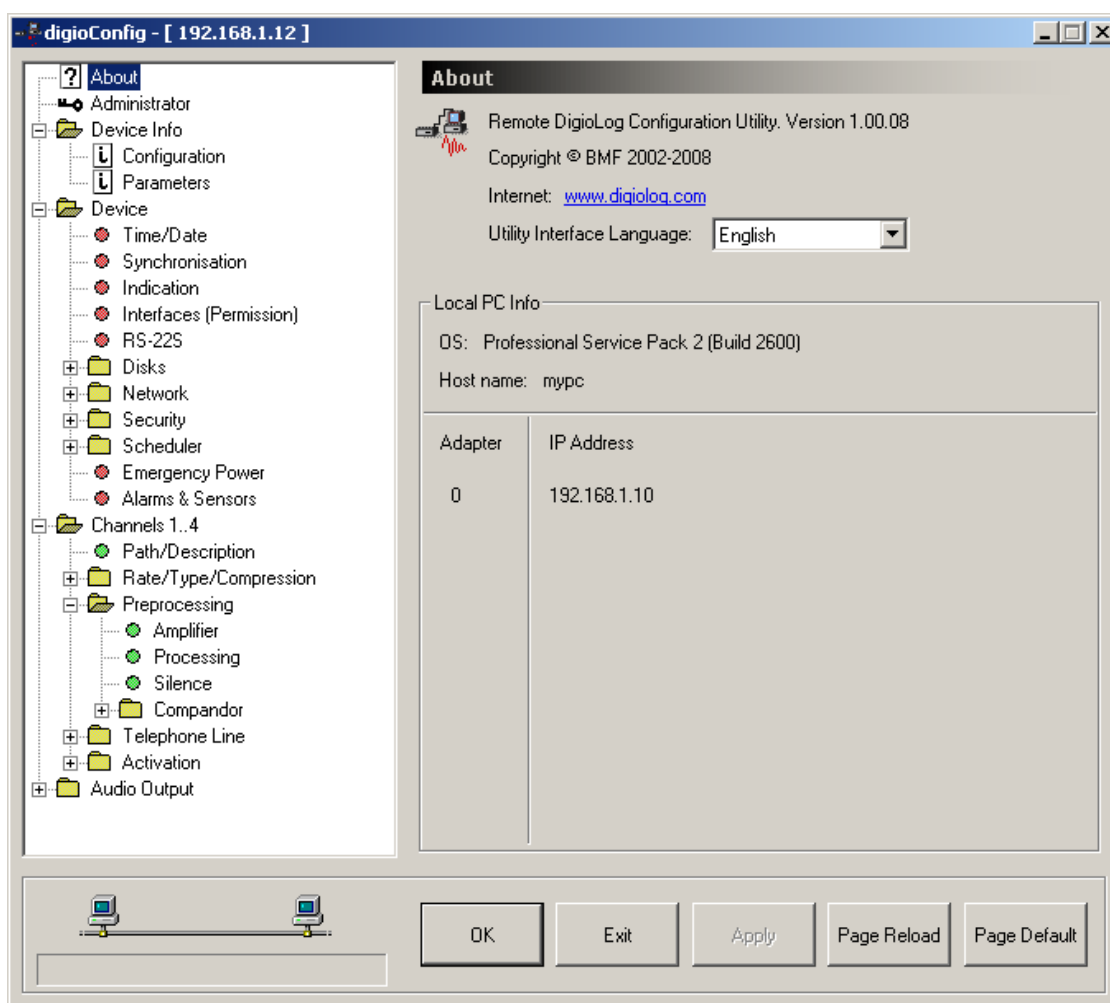 digioConfig - [ 192.168.1.12 ]
About
Administrator
Device Info
Configuration
Parameters
Device
Time/Date
Synchronisation
Indication
Interfaces (Permission)
RS-22S
Disks
Network
Security
Scheduler
Emergency Power
Alarms & Sensors
Channels 1..4
Path/Description
Rate/Type/Compression
Preprocessing
Amplifier
Processing
Silence
Compandor
Telephone Line
Activation
Audio Output
About
Remote DigioLog Configuration Utility. Version 1.00.08
Copyright © BMF 2002-2008
Internet: www.digiolog.com
Utility Interface Language: English
Local PC Info
OS: Professional Service Pack 2 (Build 2600)
Host name: mypc
Adapter IP Address
0 192.168.1.10
OK Exit Apply Page Reload Page Default